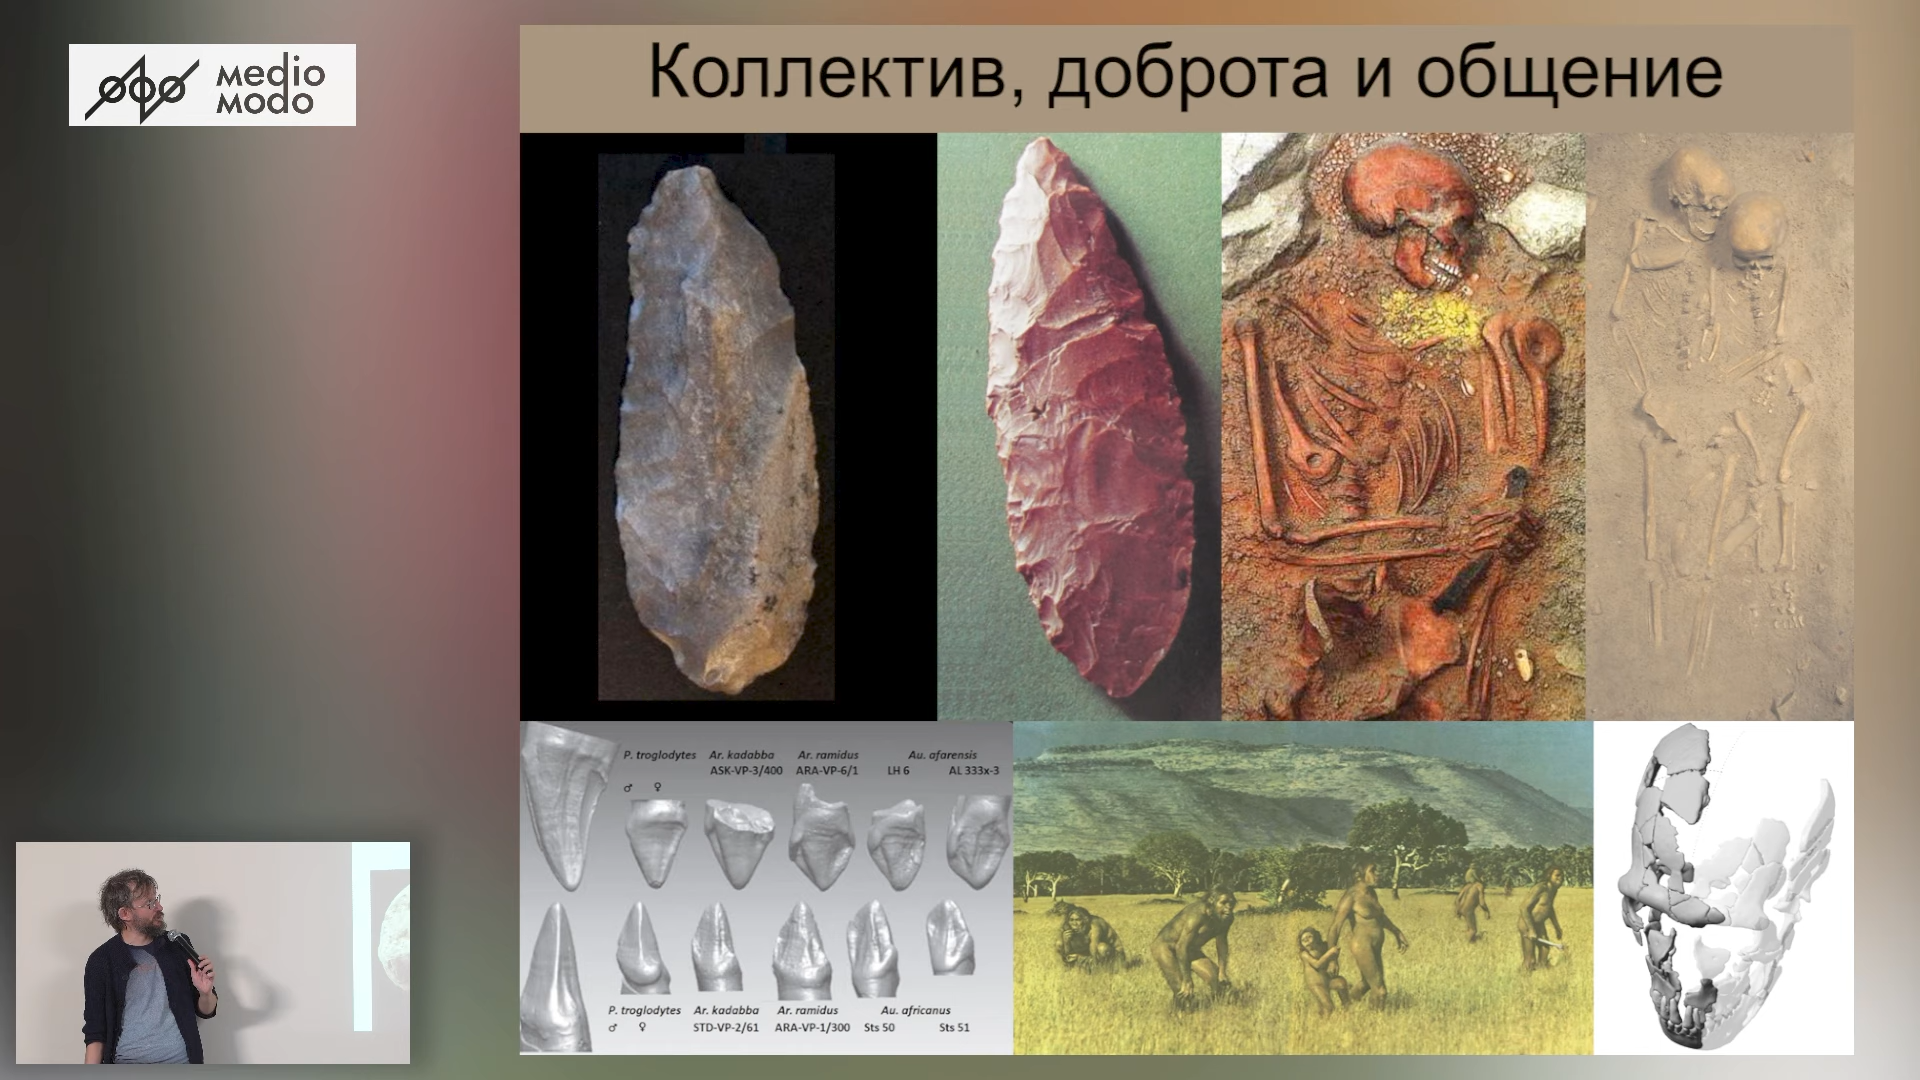 медio
модо
Коллектив, доброта и общение
P. troglodytes Ar. kadabba Ar. ramidus Au. afarensis
ASK-VP-3/400 ARA-VP-6/1 LH 6 AL 333x-3
♂ ♀
P. troglodytes Ar. kadabba Ar. ramidus Au. africanus
♂ ♀ STD-VP-2/61 ARA-VP-1/300 Sts 50 Sts 51